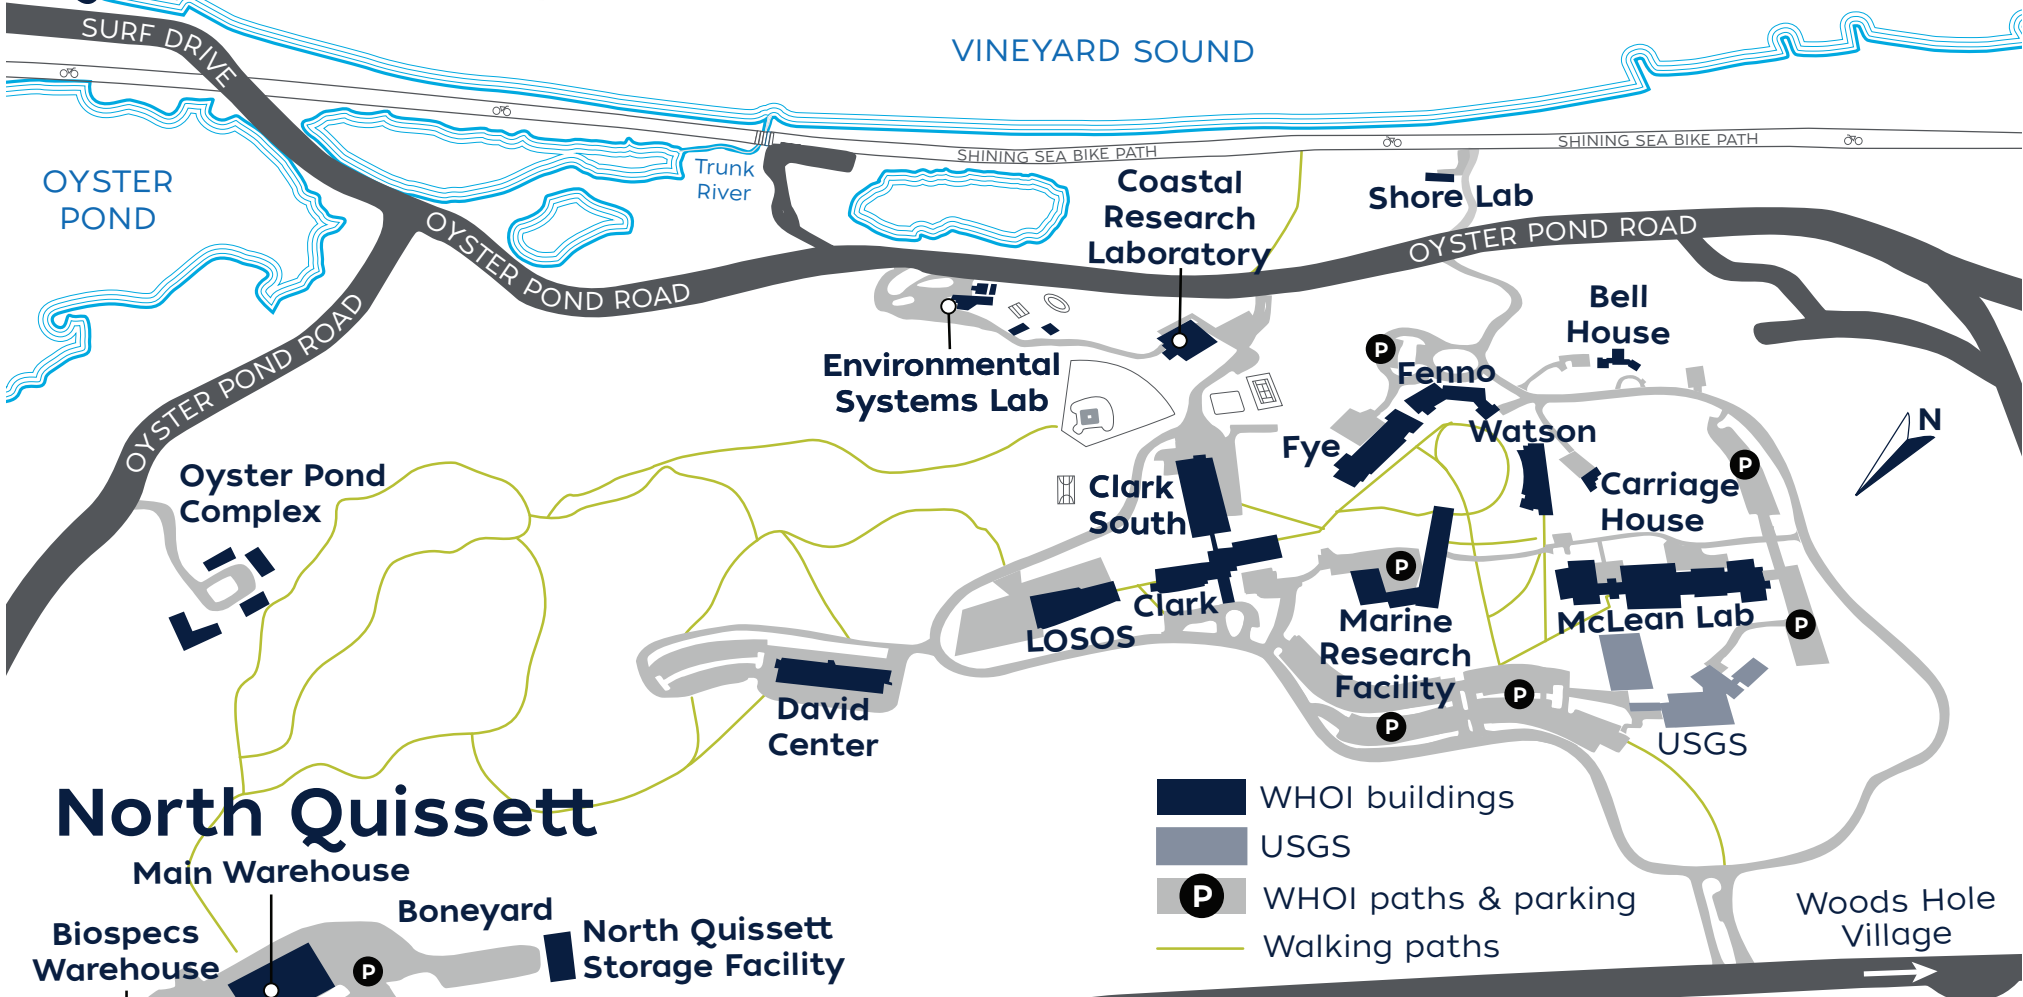 SURF DRIVE
VINEYARD SOUND
OYSTER
POND
Trunk
River
SHINING SEA BIKE PATH
SHINING SEA BIKE PATH
Coastal
Research
Laboratory
Shore Lab
OYSTER POND ROAD
OYSTER POND ROAD
OYSTER POND ROAD
Bell
House
Environmental
Systems Lab
P
Fenno
N
Fye
Watson
P
Oyster Pond
Complex
Clark
South
Carriage
House
P
Clark
LOSOS
Marine
Research
Facility
McLean Lab
P
P
P
David
Center
USGS
North Quissett
Main Warehouse
Boneyard
Biospecs
Warehouse
P
North Quissett
Storage Facility
WHOI buildings
USGS
P
WHOI paths & parking
Walking paths
Woods Hole
Village